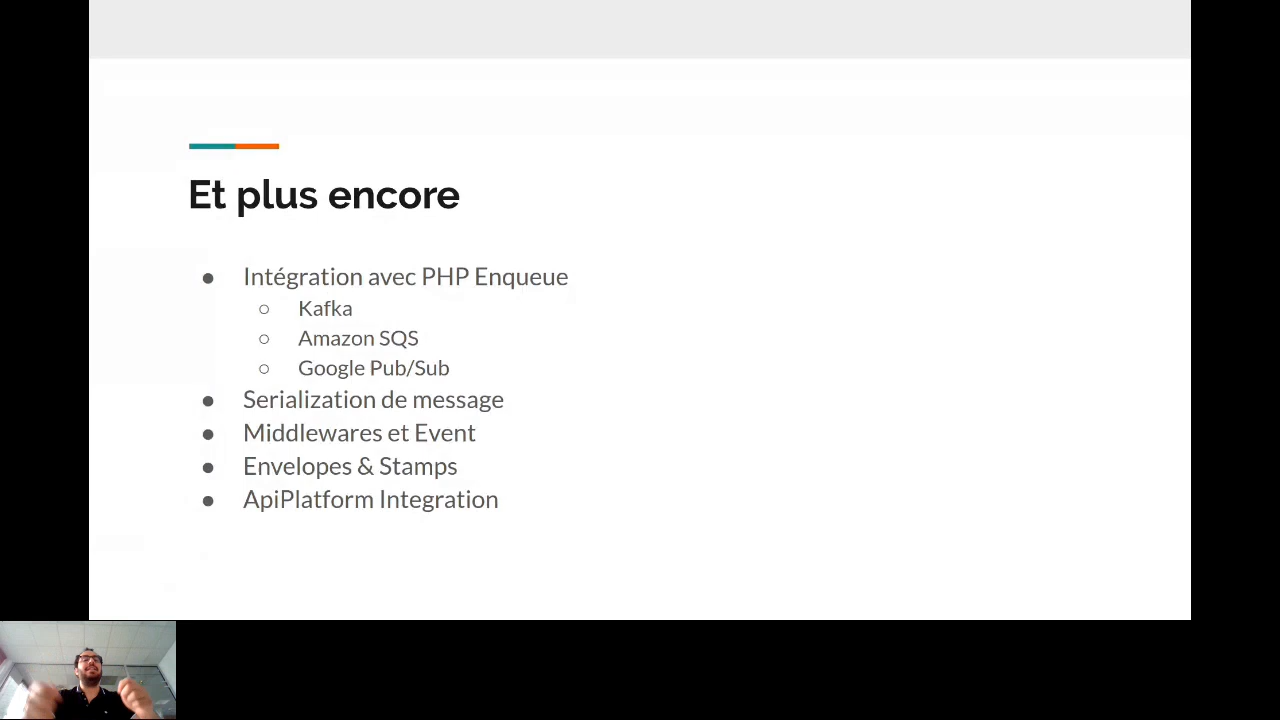 Et plus encore
Intégration avec PHP Enqueue
Kafka
Amazon SQS
Google Pub/Sub
Serialization de message
Middlewares et Event
Envelopes & Stamps
ApiPlatform Integration